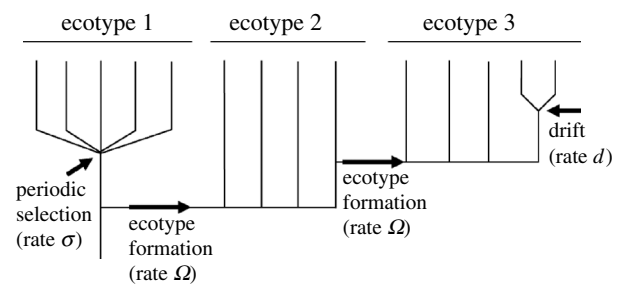 ecotype 1
ecotype 2
ecotype 3
drift
(rate d)
periodic
selection
(rate σ)
ecotype
formation
(rate Ω)
ecotype
formation
(rate Ω)